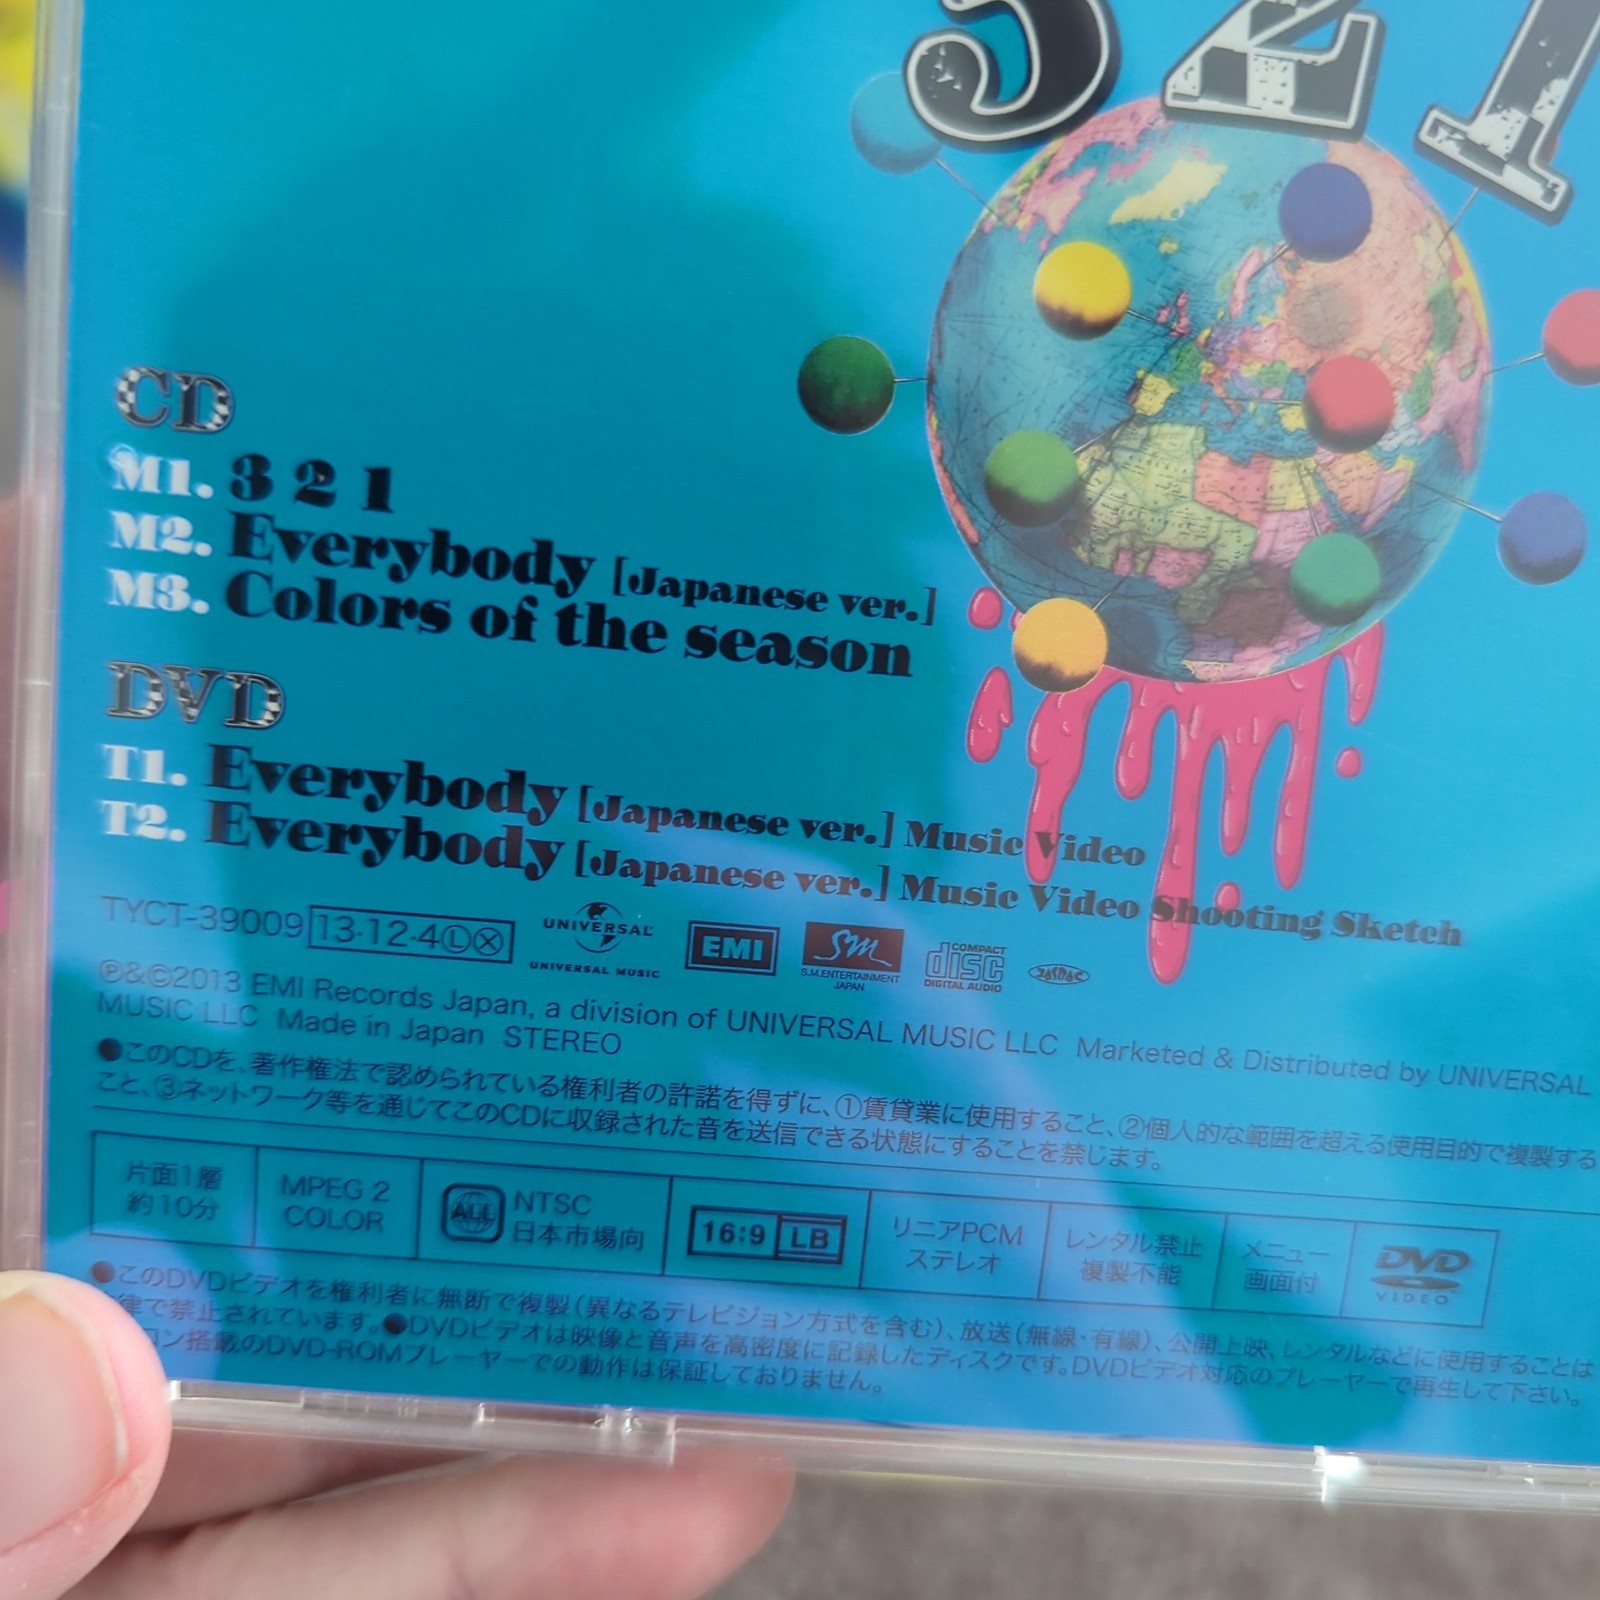 3 2 1
CD
M1. 3 2 1
M2. Everybody [Japanese ver.]
M3. Colors of the season
DVD
T1. Everybody [Japanese ver.] Music Video
T2. Everybody [Japanese ver.] Music Video Shooting Sketch
TYCT-39009 13・12・4 Ⓛ Ⓧ UNIVERSAL UNIVERSAL MUSIC EMI SM S.M.ENTERTAINMENT JAPAN COMPACT disc DIGITAL AUDIO JASRAC
Ⓟ&©2013 EMI Records Japan, a division of UNIVERSAL MUSIC LLC Marketed & Distributed by UNIVERSAL
MUSIC LLC Made in Japan STEREO
●このCDを、著作権法で認められている権利者の許諾を得ずに、①賃貸業に使用すること、②個人的な範囲を超える使用目的で複製する
こと、③ネットワーク等を通じてこのCDに収録された音を送信できる状態にすることを禁じます。
片面1層 約10分
MPEG 2 COLOR
ALL NTSC 日本市場向
16:9 LB
リニアPCM ステレオ
レンタル禁止 複製不能
メニュー 画面付
DVD VIDEO
●このDVDビデオを権利者に無断で複製(異なるテレビジョン方式を含む)、放送(無線・有線)、公開上映、レンタルなどに使用することは
律で禁止されています。●DVDビデオは映像と音声を高密度に記録したディスクです。DVDビデオ対応のプレーヤーで再生して下さい。
コン搭載のDVD-ROMプレーヤーでの動作は保証しておりません。